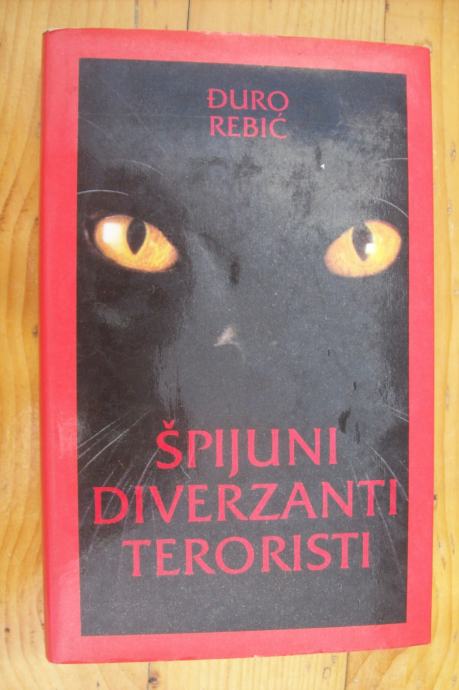 ĐURO
REBIĆ
ŠPIJUNI
DIVERZANTI
TERORISTI